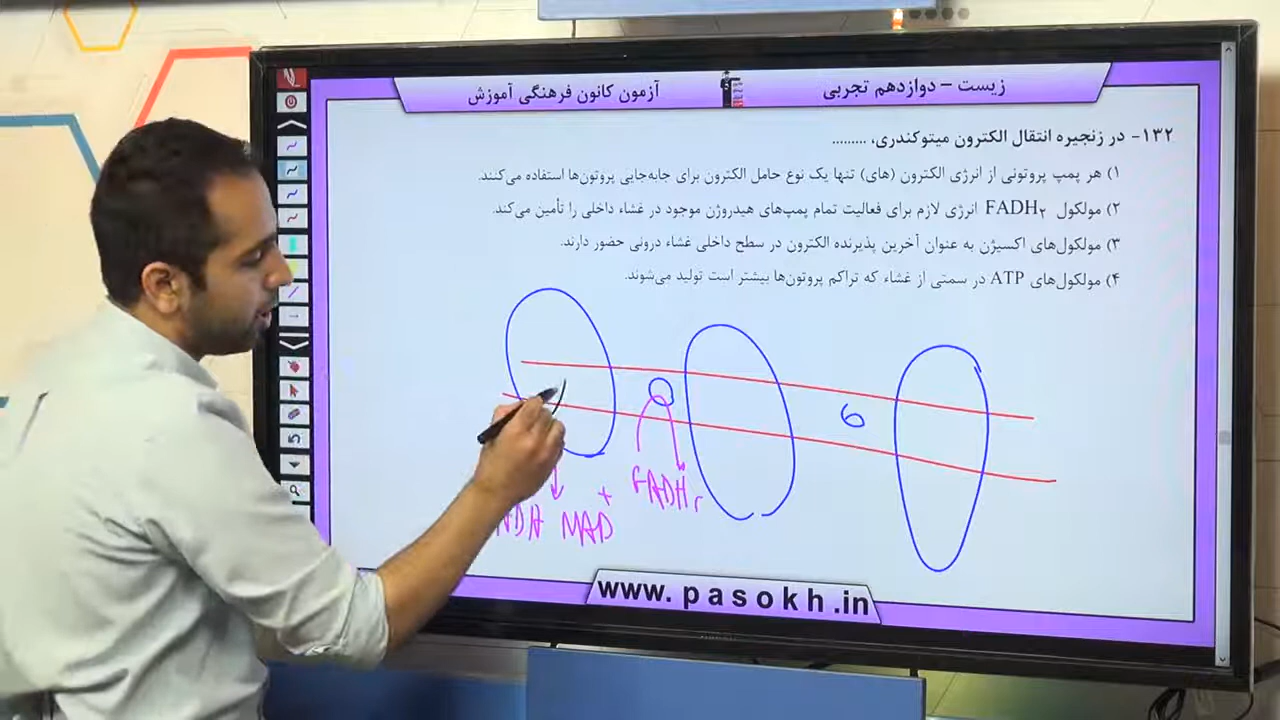 زیست – دوازدهم تجربی
آزمون کانون فرهنگی آموزش
۱۳۲- در زنجیره انتقال الکترون میتوکندری، .........
۱) هر پمپ پروتونی از انرژی الکترون (های) تنها یک نوع حامل الکترون برای جابه‌جایی پروتون‌ها استفاده می‌کنند.
۲) مولکول FADH۲ انرژی لازم برای فعالیت تمام پمپ‌های هیدروژن موجود در غشاء داخلی را تأمین می‌کند.
۳) مولکول‌های اکسیژن به عنوان آخرین پذیرنده الکترون در سطح داخلی غشاء درونی حضور دارند.
۴) مولکول‌های ATP در سمتی از غشاء که تراکم پروتون‌ها بیشتر است تولید می‌شوند.
NAD+ FADH۲
www.pasokh.in